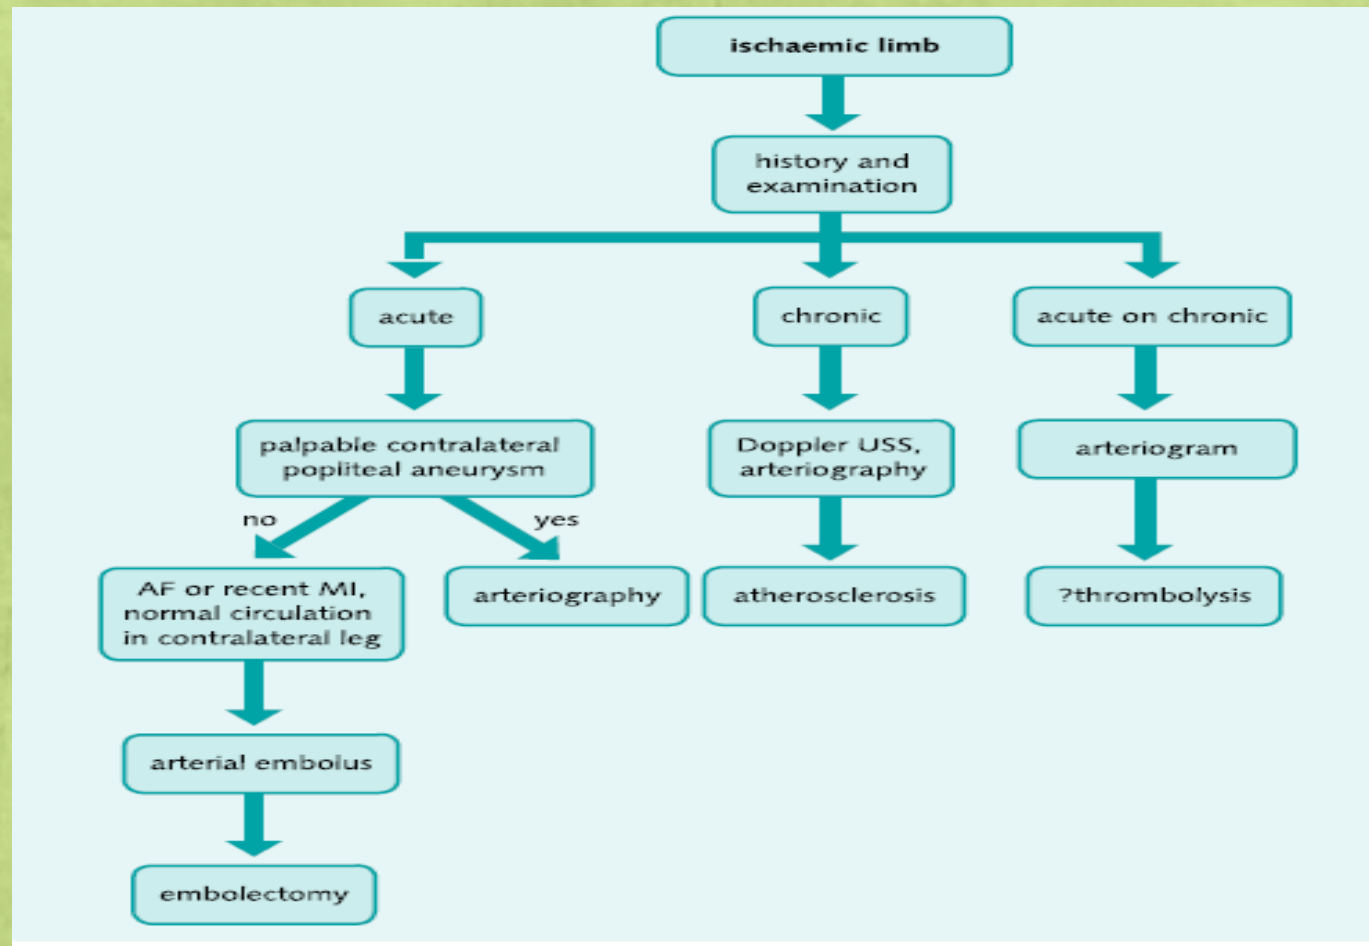 ischaemic limb
history and
examination
acute
chronic
acute on chronic
palpable contralateral
popliteal aneurysm
Doppler USS,
arteriography
arteriogram
no
yes
AF or recent MI,
normal circulation
in contralateral leg
arteriography
atherosclerosis
?thrombolysis
arterial embolus
embolectomy